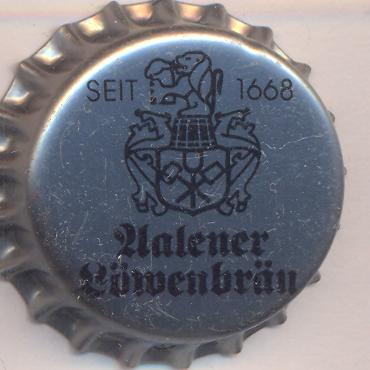 SEIT 1668
Aalener
Löwenbräu